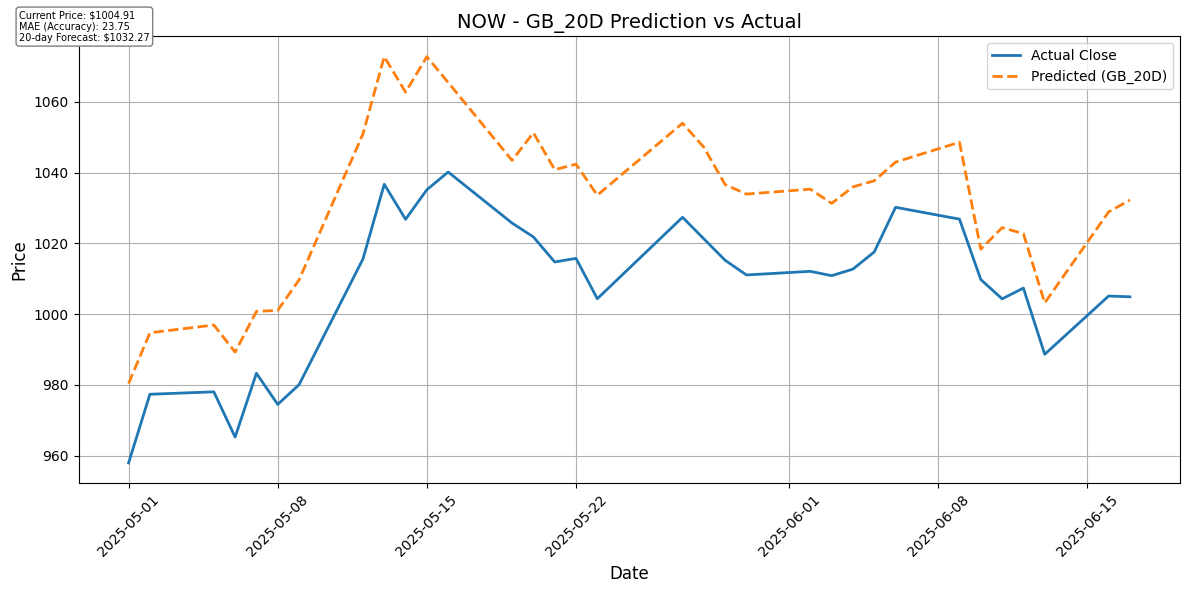 Current Price: $1004.91
MAE (Accuracy): 23.75
20-day Forecast: $1032.27
NOW - GB_20D Prediction vs Actual
Actual Close
Predicted (GB_20D)
Price
1060
1040
1020
1000
980
960
2025-05-01
2025-05-08
2025-05-15
2025-05-22
2025-06-01
2025-06-08
2025-06-15
Date